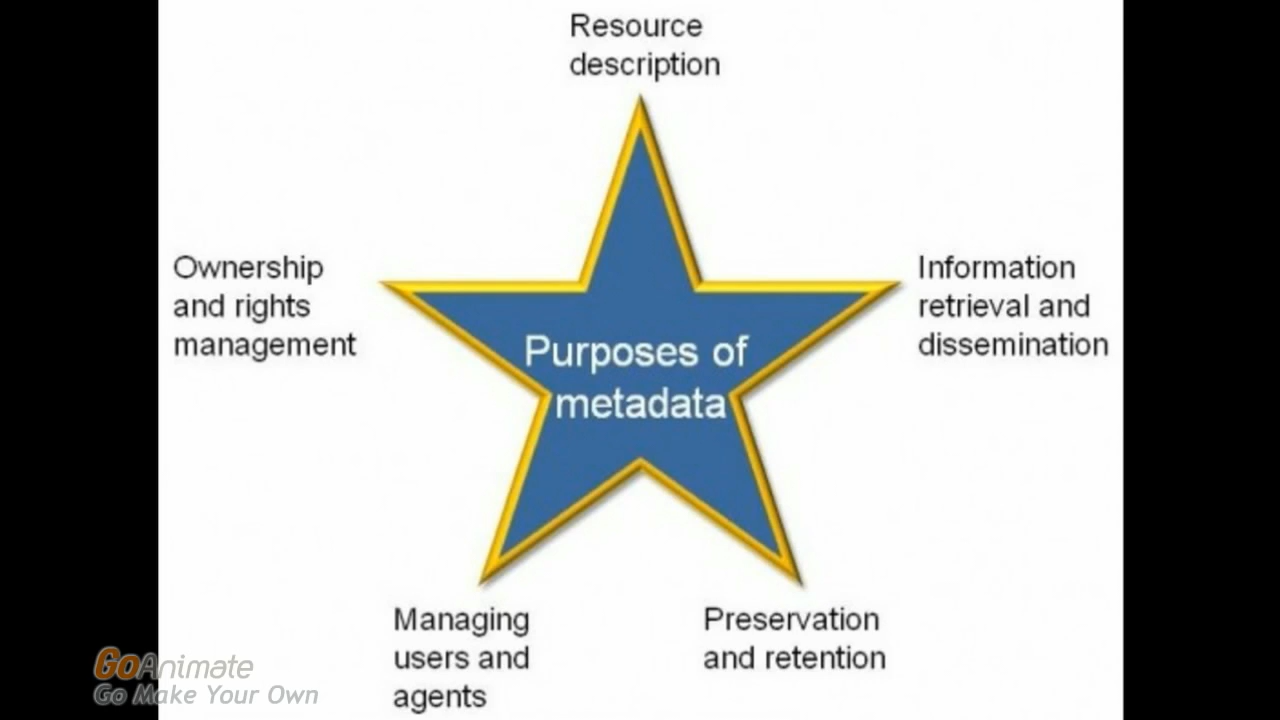 Resource
description
Ownership
and rights
management
Information
retrieval and
dissemination
Purposes of
metadata
Managing
users and
agents
Preservation
and retention
GoAnimate
Go Make Your Own